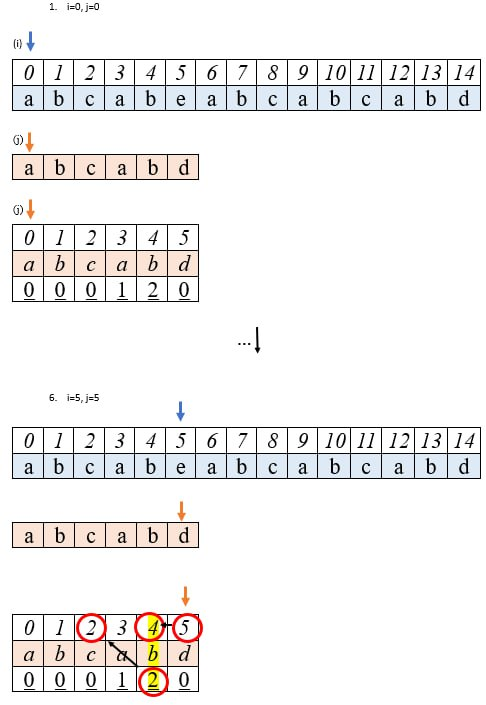 1. i=0, j=0
(i)
0 1 2 3 4 5 6 7 8 9 10 11 12 13 14
a b c a b e a b c a b c a b d
(j)
a b c a b d
(j)
0 1 2 3 4 5
a b c a b d
0 0 0 1 2 0
...
6. i=5, j=5
0 1 2 3 4 5 6 7 8 9 10 11 12 13 14
a b c a b e a b c a b c a b d
a b c a b d
0 1 2 3 4 5
a b c a b d
0 0 0 1 2 0